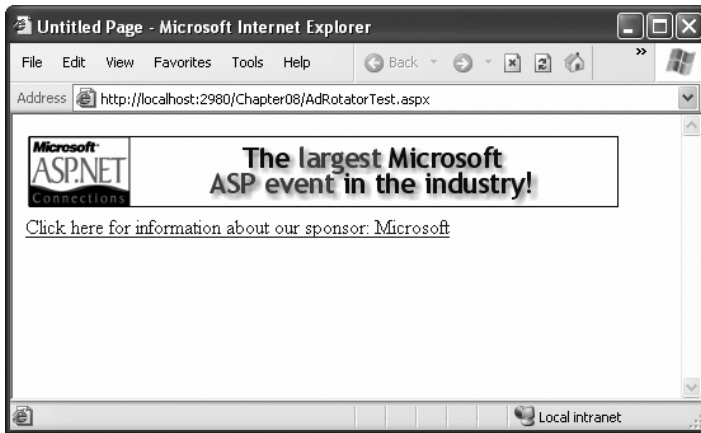 Untitled Page - Microsoft Internet Explorer
File Edit View Favorites Tools Help Back »
Address http://localhost:2980/Chapter08/AdRotatorTest.aspx
Microsoft
ASP.NET
Connections
The largest Microsoft
ASP event in the industry!
Click here for information about our sponsor: Microsoft
Local intranet